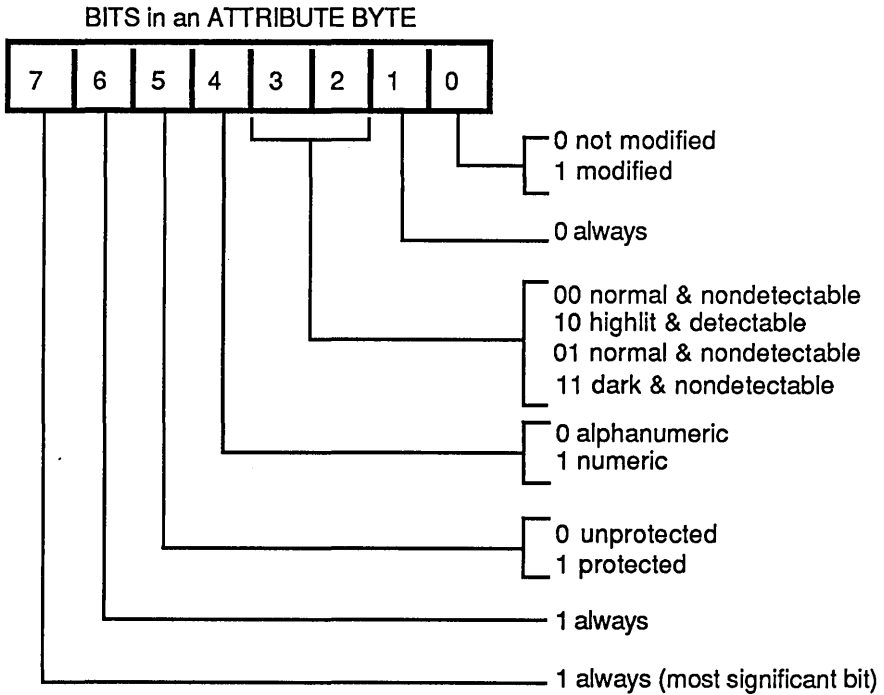 BITS in an ATTRIBUTE BYTE
7 6 5 4 3 2 1 0
0 not modified
1 modified
0 always
00 normal & nondetectable
10 highlit & detectable
01 normal & nondetectable
11 dark & nondetectable
0 alphanumeric
1 numeric
0 unprotected
1 protected
1 always
1 always (most significant bit)